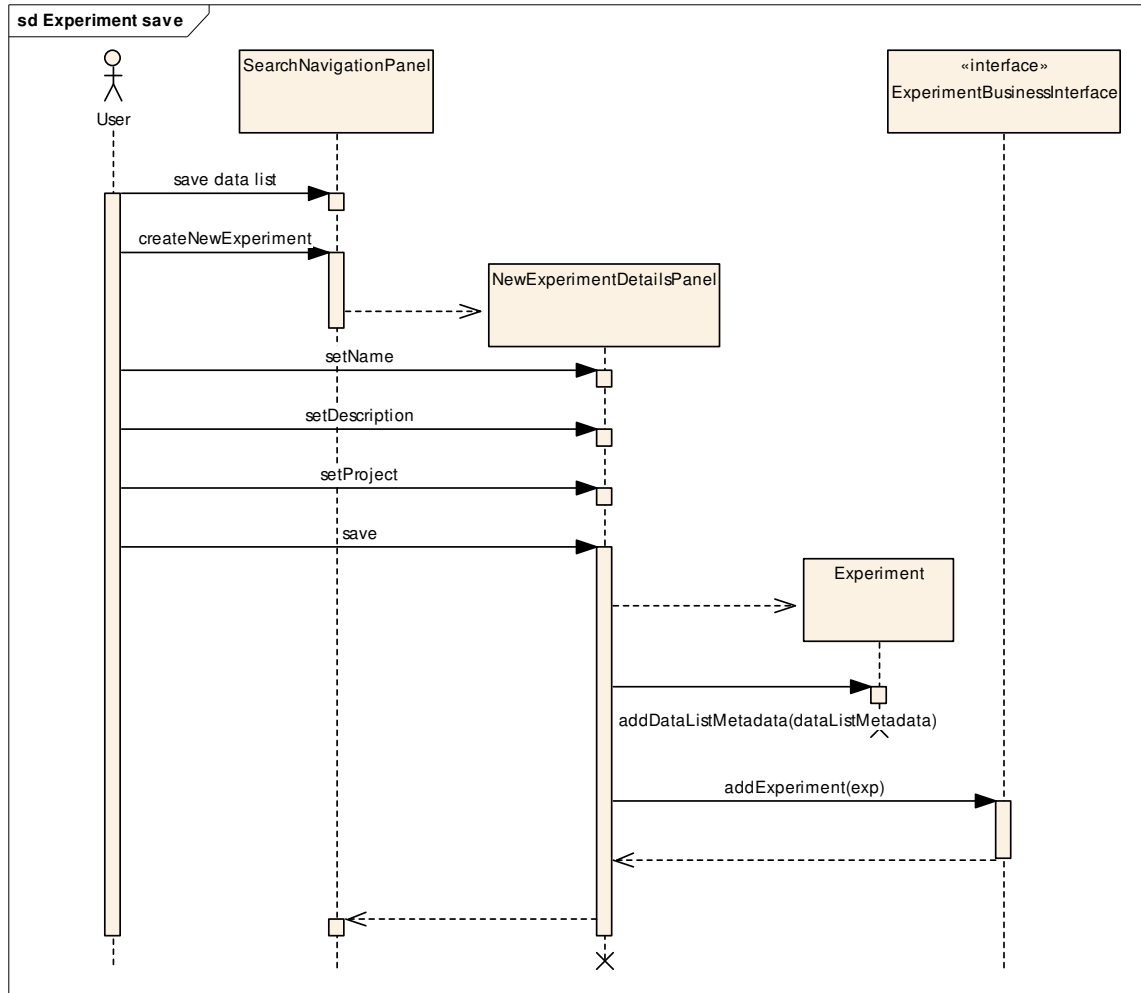 sd Experiment save
SearchNavigationPanel
«interface»
ExperimentBusinessInterface
User
save data list
createNewExperiment
NewExperimentDetailsPanel
setName
setDescription
setProject
save
Experiment
addDataListMetadata(dataListMetadata)
addExperiment(exp)